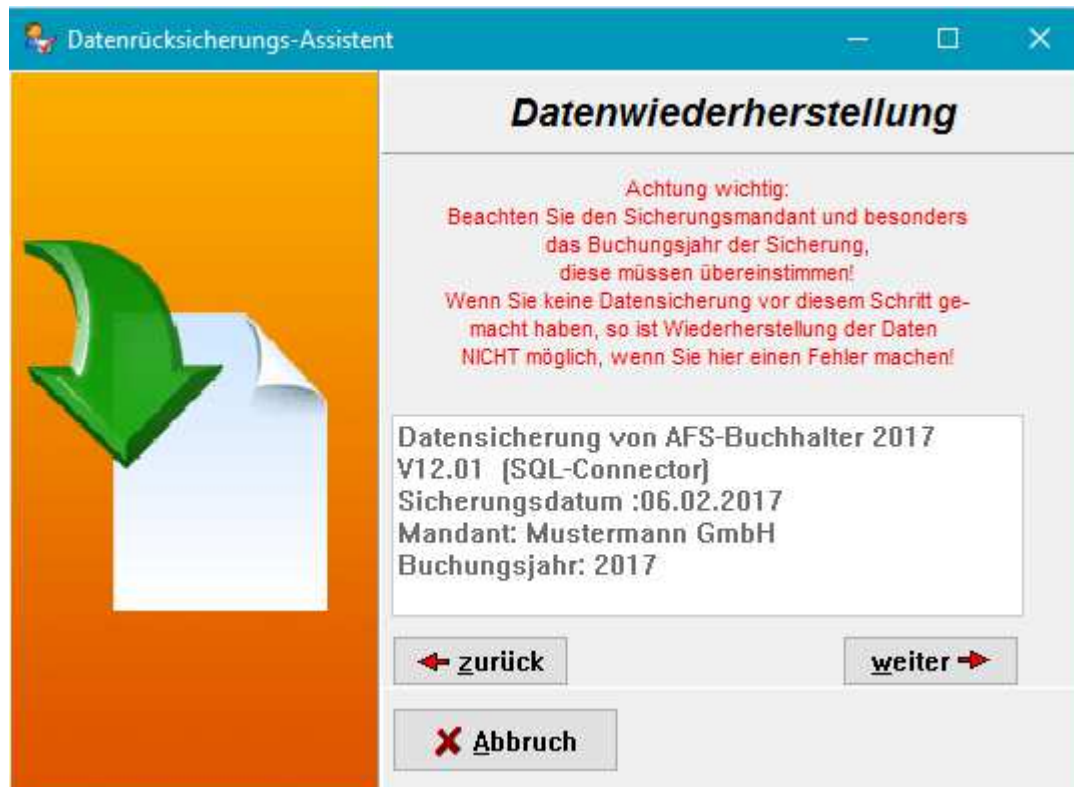 Datenrücksicherungs-Assistent
Datenwiederherstellung
Achtung wichtig:
Beachten Sie den Sicherungsmandant und besonders
das Buchungsjahr der Sicherung,
diese müssen übereinstimmen!
Wenn Sie keine Datensicherung vor diesem Schritt ge-
macht haben, so ist Wiederherstellung der Daten
NICHT möglich, wenn Sie hier einen Fehler machen!
Datensicherung von AFS-Buchhalter 2017
V12.01 (SQL-Connector)
Sicherungsdatum :06.02.2017
Mandant: Mustermann GmbH
Buchungsjahr: 2017
zurück
weiter
Abbruch